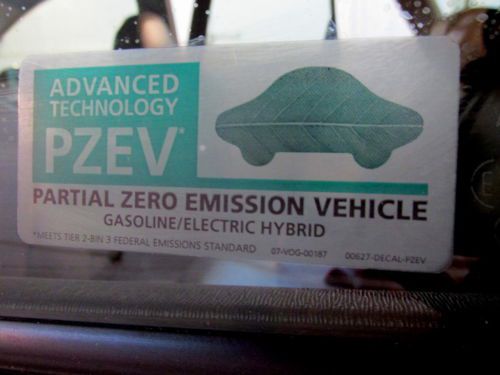 ADVANCED
TECHNOLOGY
PZEV*
PARTIAL ZERO EMISSION VEHICLE
GASOLINE/ELECTRIC HYBRID
*MEETS TIER 2-BIN 3 FEDERAL EMISSIONS STANDARD 07-VOG-00187 00627-DECAL-PZEV
E